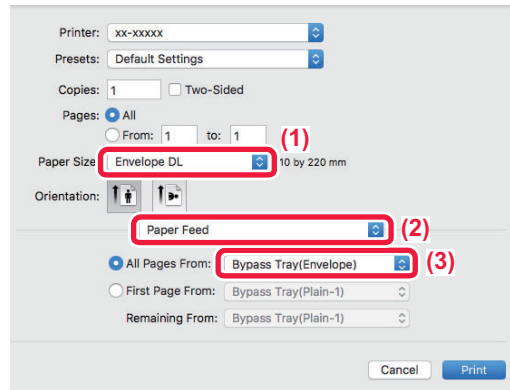 Printer: xx-xxxxx
Presets: Default Settings
Copies: 1 Two-Sided
Pages: All
From: 1 to: 1 (1)
Paper Size Envelope DL 10 by 220 mm
Orientation:
Paper Feed (2)
All Pages From: Bypass Tray(Envelope) (3)
First Page From: Bypass Tray(Plain-1)
Remaining From: Bypass Tray(Plain-1)
Cancel Print